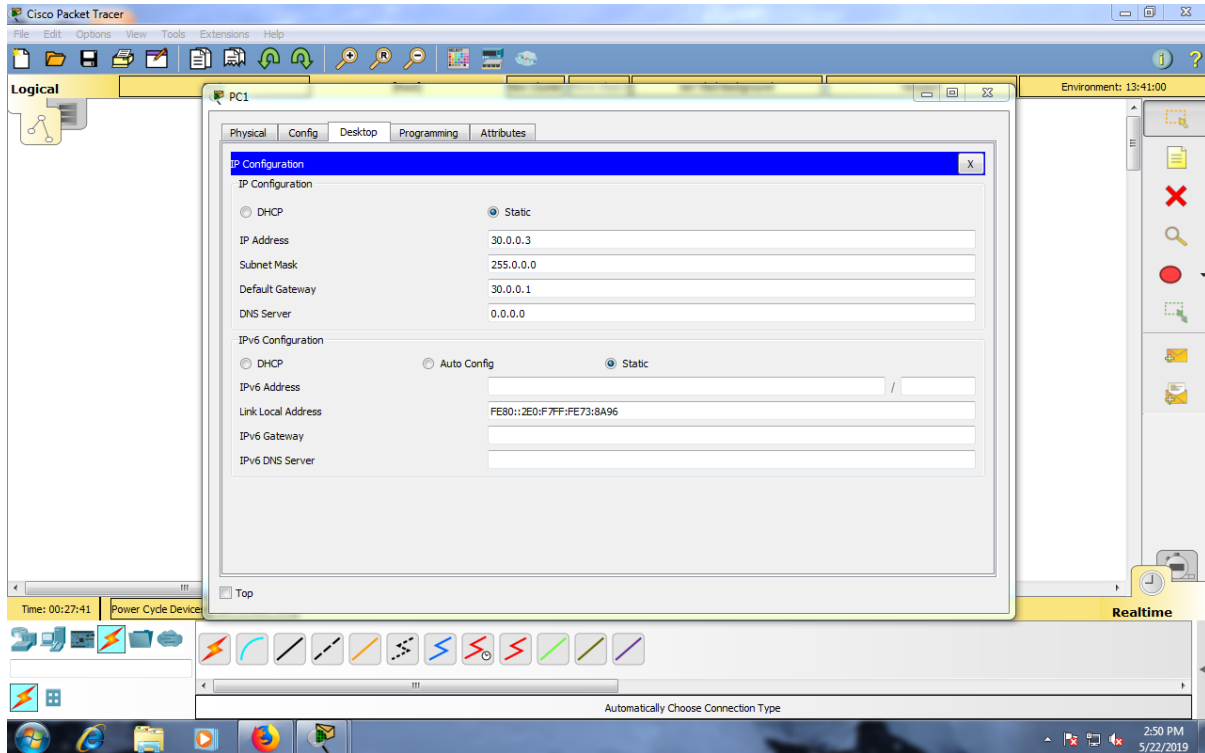 Cisco Packet Tracer
File Edit Options View Tools Extensions Help
Logical
Environment: 13:41:00
PC1
Physical Config Desktop Programming Attributes
IP Configuration X
IP Configuration
DHCP Static
IP Address 30.0.0.3
Subnet Mask 255.0.0.0
Default Gateway 30.0.0.1
DNS Server 0.0.0.0
IPv6 Configuration
DHCP Auto Config Static
IPv6 Address /
Link Local Address FE80::2E0:F7FF:FE73:8A96
IPv6 Gateway
IPv6 DNS Server
Top
Time: 00:27:41 Power Cycle Device
Realtime
Automatically Choose Connection Type
2:50 PM
5/22/2019